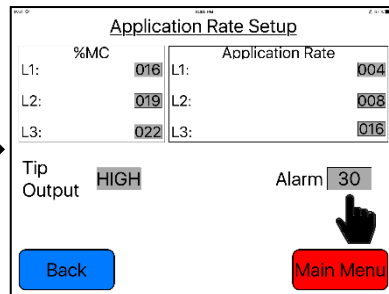 Application Rate Setup
%MC
Application Rate
L1: 016 L1: 004
L2: 019 L2: 008
L3: 022 L3: 016
Tip
Output HIGH
Alarm 30
Back
Main Menu